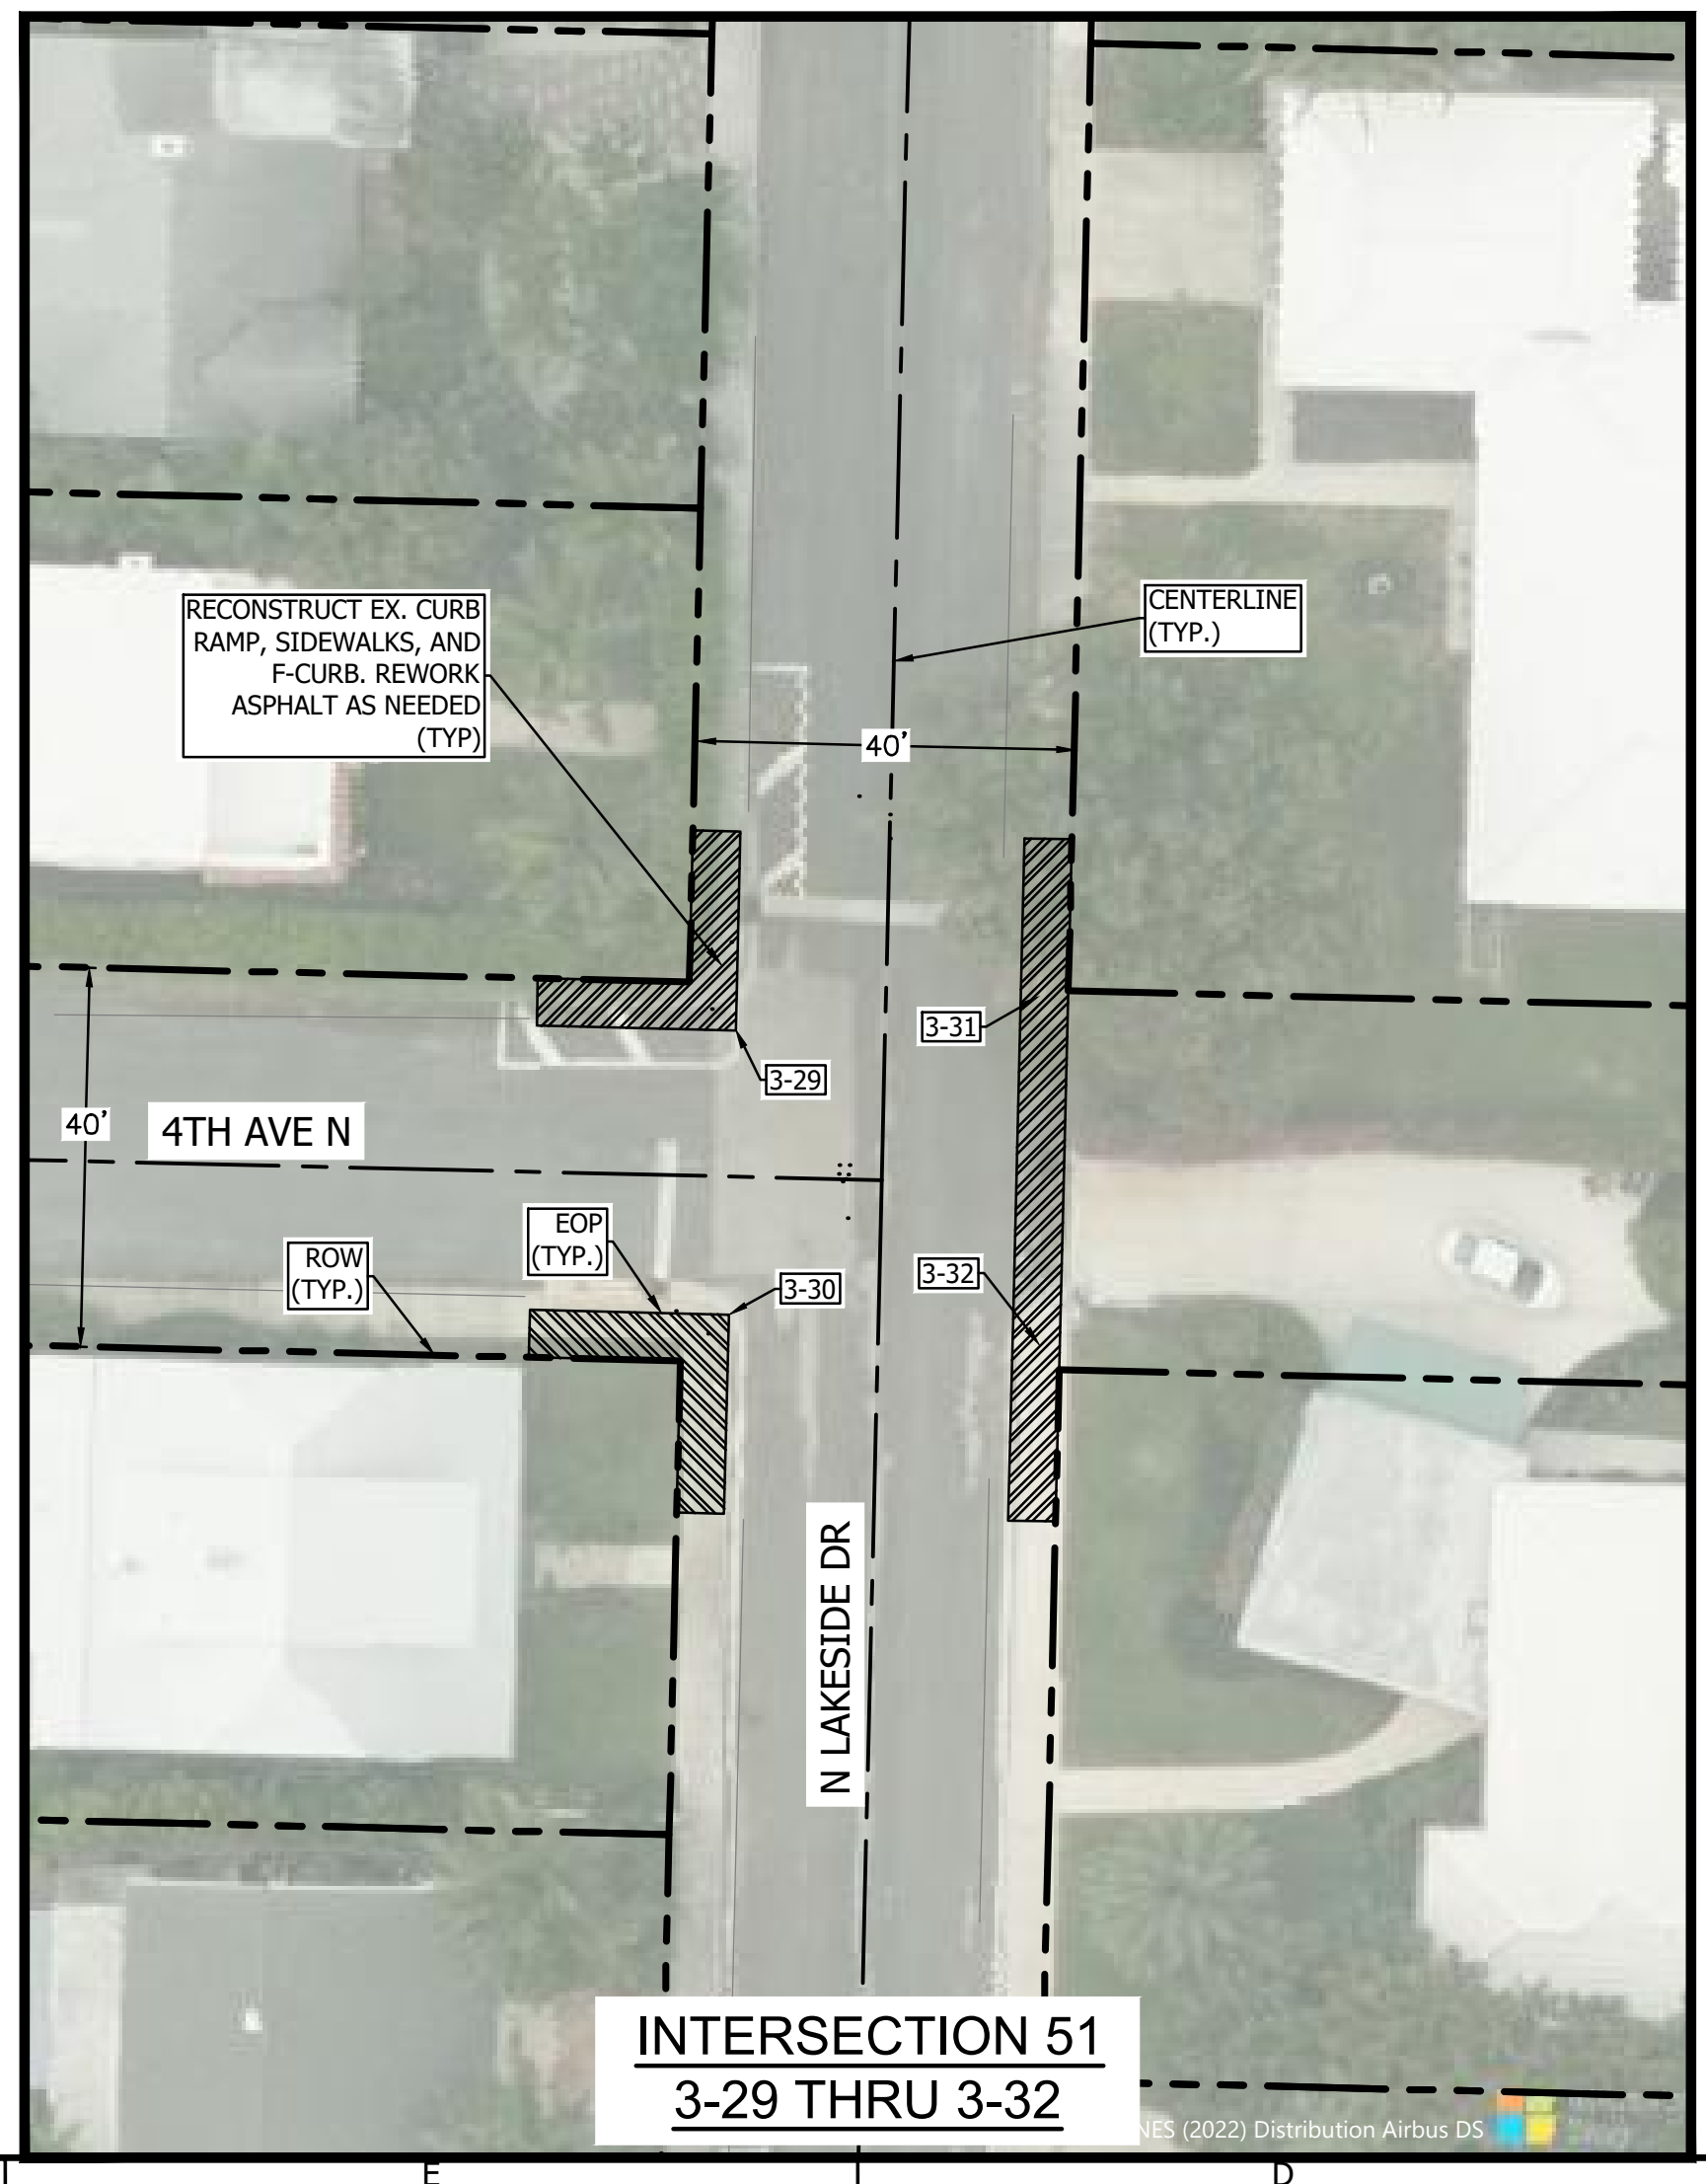 RECONSTRUCT EX. CURB
RAMP, SIDEWALKS, AND
F-CURB. REWORK
ASPHALT AS NEEDED
(TYP)
CENTERLINE
(TYP.)
40'
3-31
3-29
40'
4TH AVE N
EOP
(TYP.)
ROW
(TYP.)
3-30
3-32
N LAKESIDE DR
INTERSECTION 51
3-29 THRU 3-32
(2022) Distribution Airbus DS
E
D